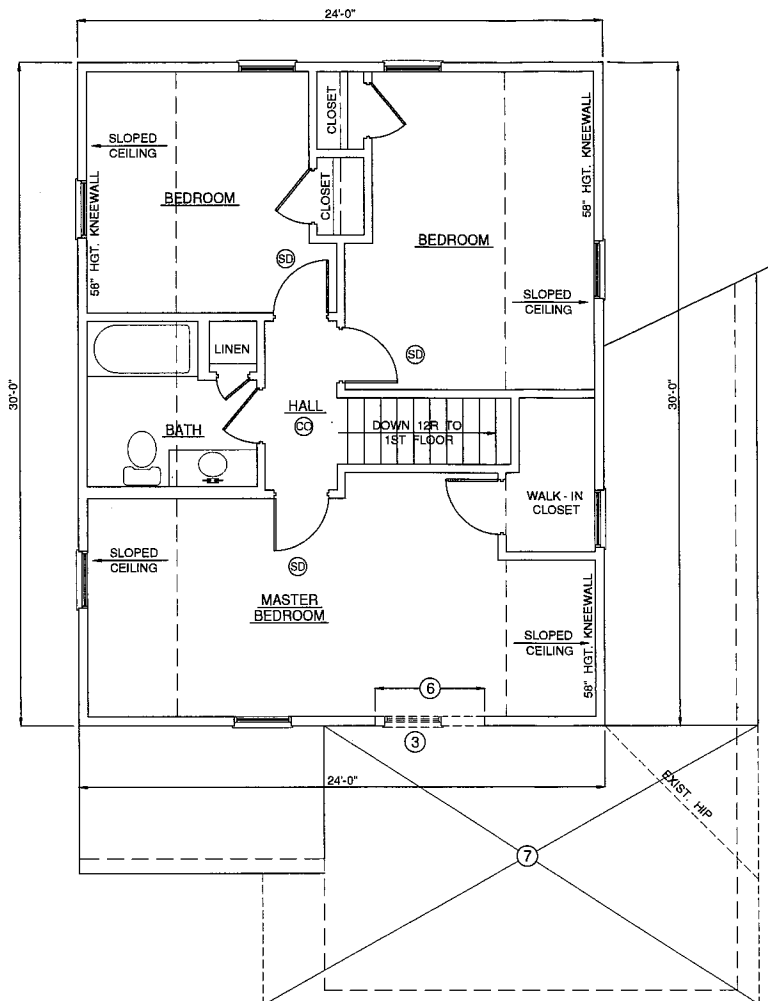 24'-0"
CLOSET
SLOPED
CEILING
BEDROOM
58" HGT. KNEEWALL
CLOSET
58" HGT. KNEEWALL
BEDROOM
SD
SLOPED
CEILING
LINEN
SD
30'-0"
30'-0"
HALL
CO
BATH
DOWN 12R TO
1ST FLOOR
WALK - IN
CLOSET
SLOPED
CEILING
SD
MASTER
BEDROOM
SLOPED
CEILING
58" HGT. KNEEWALL
6
3
24'-0"
EXIST. HIP
7